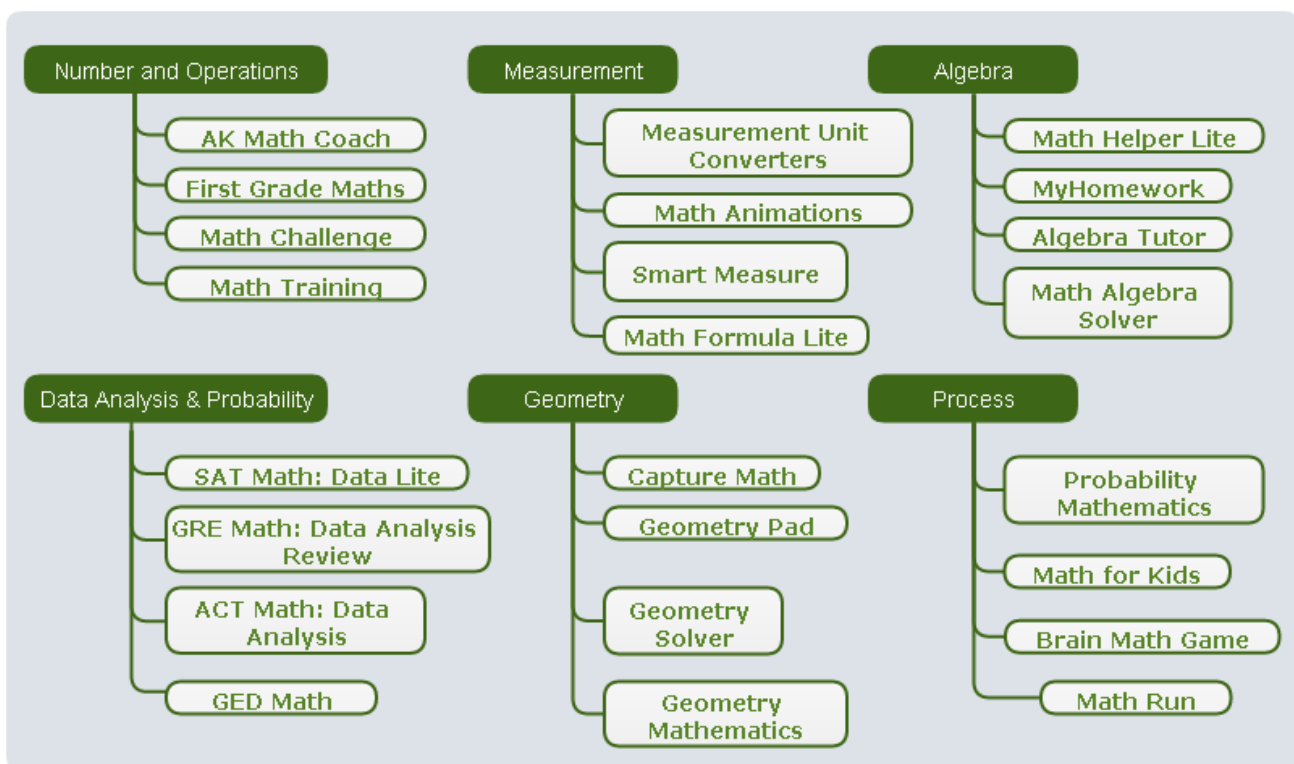 Number and Operations
AK Math Coach
First Grade Maths
Math Challenge
Math Training
Measurement
Measurement Unit
Converters
Math Animations
Smart Measure
Math Formula Lite
Algebra
Math Helper Lite
MyHomework
Algebra Tutor
Math Algebra
Solver
Data Analysis & Probability
SAT Math: Data Lite
GRE Math: Data Analysis
Review
ACT Math: Data
Analysis
GED Math
Geometry
Capture Math
Geometry Pad
Geometry
Solver
Geometry
Mathematics
Process
Probability
Mathematics
Math for Kids
Brain Math Game
Math Run